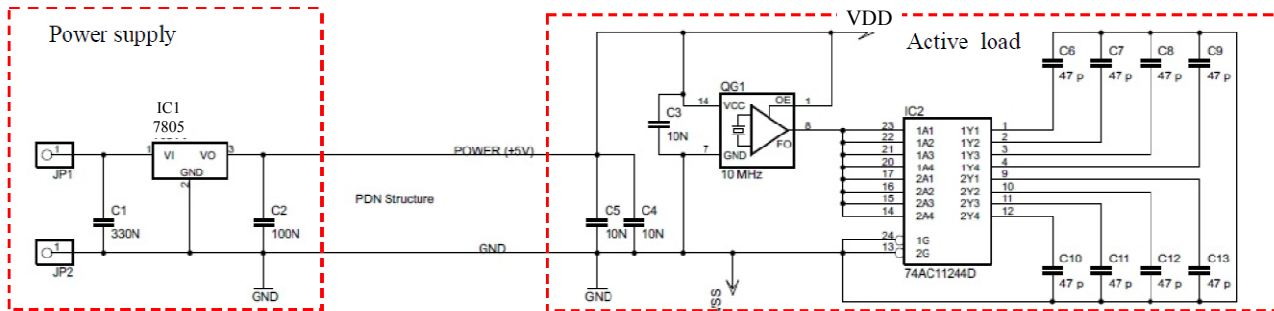 Power supply
IC1
7805
1
VI
VO
3
GND
2
JP1
1
JP2
1
C1
330N
C2
100N
GND
POWER (+5V)
PDN Structure
GND
VDD
Active load
C5
10N
C4
10N
GND
C3
10N
QG1
14
VCC
OE
1
8
FO
7
GND
10 MHz
VSS
IC2
23
1A1
1Y1
1
22
1A2
1Y2
2
21
1A3
1Y3
3
20
1A4
1Y4
4
17
2A1
2Y1
9
16
2A2
2Y2
10
15
2A3
2Y3
11
14
2A4
2Y4
12
24
1G
13
2G
74AC11244D
C6
47 p
C7
47 p
C8
47 p
C9
47 p
C10
47 p
C11
47 p
C12
47 p
C13
47 p